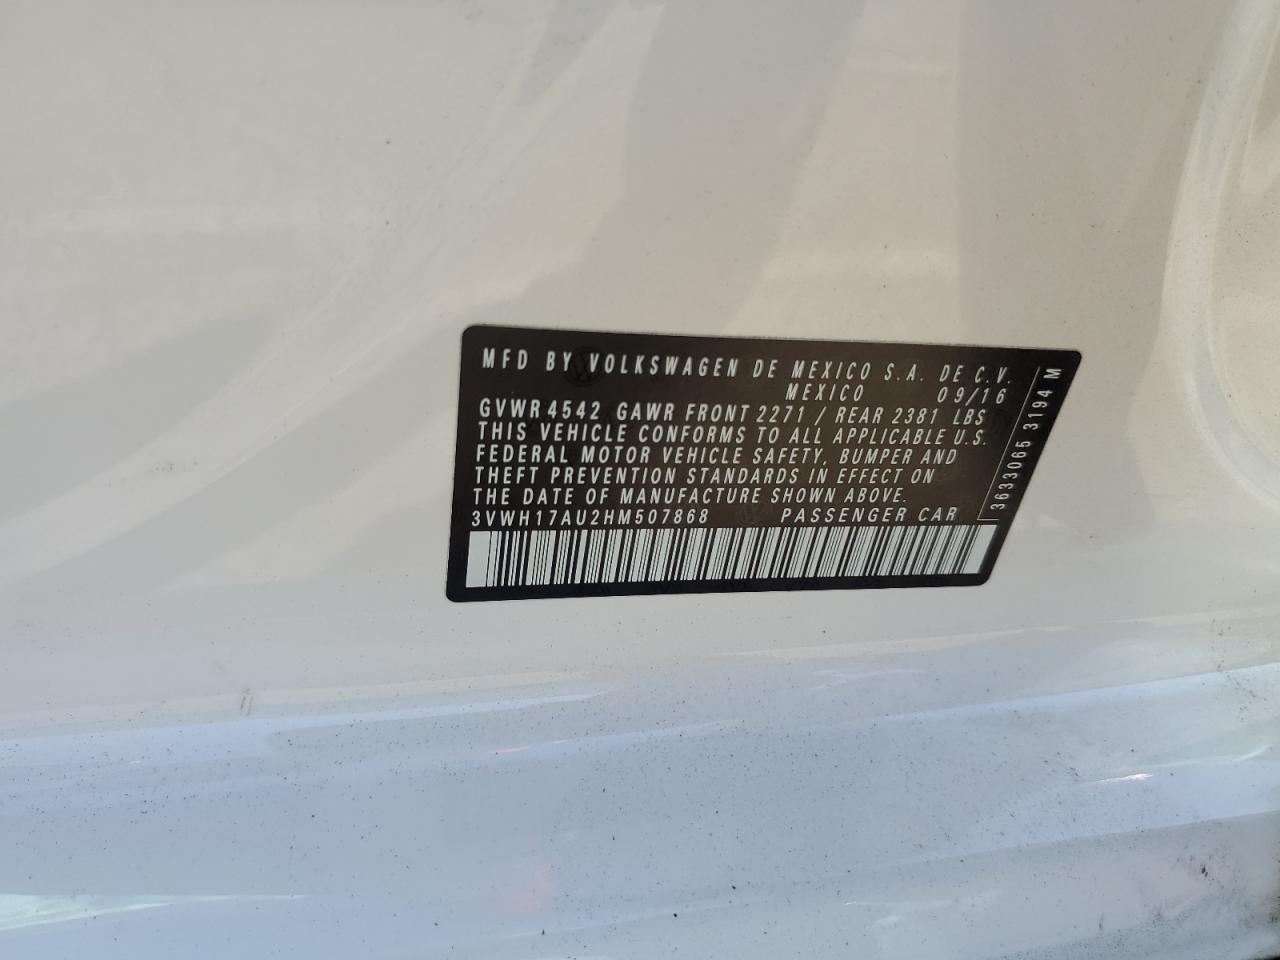 MFD BY VOLKSWAGEN DE MEXICO S.A. DE C.V.
MEXICO 09/16
GVWR 4542 GAWR FRONT 2271 / REAR 2381 LBS
THIS VEHICLE CONFORMS TO ALL APPLICABLE U.S.
FEDERAL MOTOR VEHICLE SAFETY, BUMPER AND
THEFT PREVENTION STANDARDS IN EFFECT ON
THE DATE OF MANUFACTURE SHOWN ABOVE.
3VWH17AU2HM507868 PASSENGER CAR
3633065 3194 M